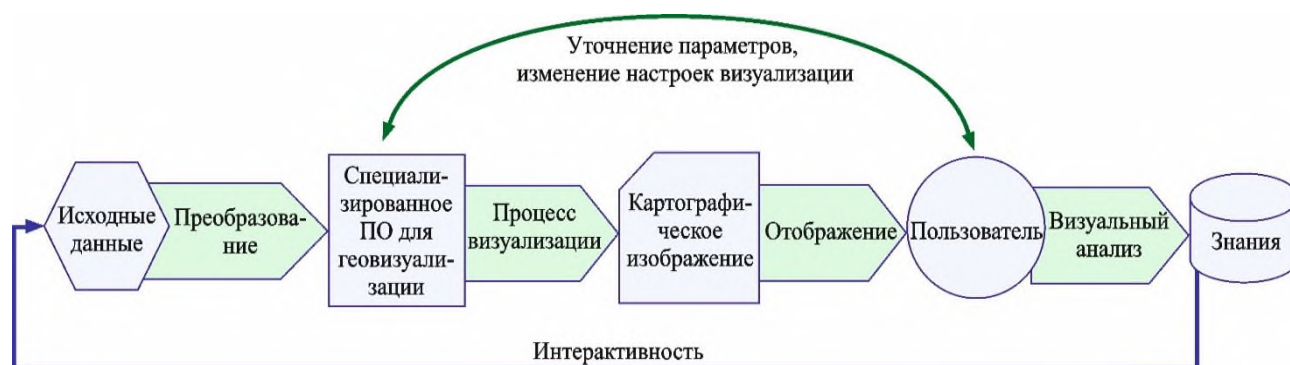 Уточнение параметров,
изменение настроек визуализации
Исходные
данные
Преобразова-
ние
Специали-
зированное
ПО для
геовизуали-
зации
Процесс
визуализации
Картографи-
ческое
изображение
Отображение
Пользователь
Визуальный
анализ
Знания
Интерактивность